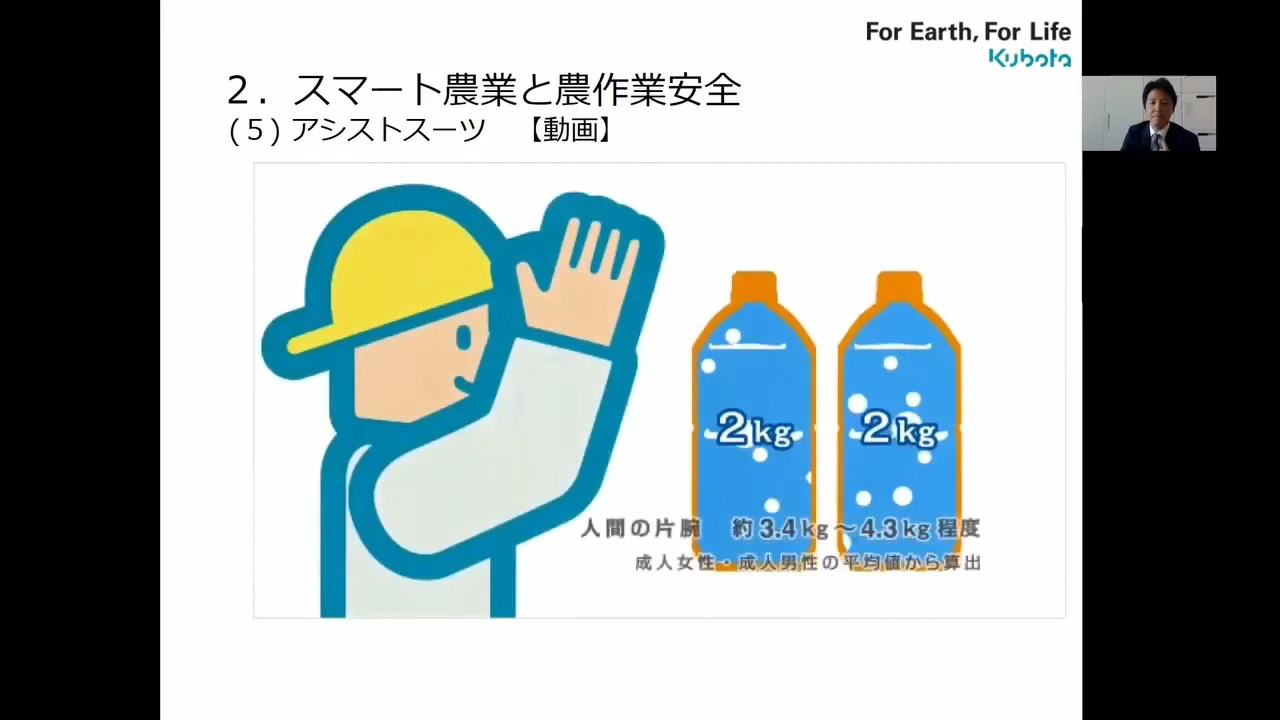 For Earth, For Life
Kubota
2．スマート農業と農作業安全
(5)アシストスーツ　【動画】
2kg 2kg
人間の片腕　約3.4kg～4.3kg程度
成人女性・成人男性の平均値から算出